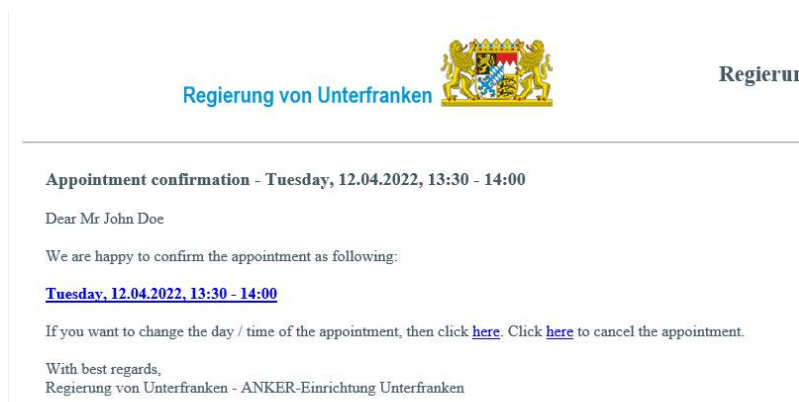 Regierung von Unterfranken
Appointment confirmation - Tuesday, 12.04.2022, 13:30 - 14:00
Dear Mr John Doe
We are happy to confirm the appointment as following:
Tuesday, 12.04.2022, 13:30 - 14:00
If you want to change the day / time of the appointment, then click here. Click here to cancel the appointment.
With best regards,
Regierung von Unterfranken - ANKER-Einrichtung Unterfranken